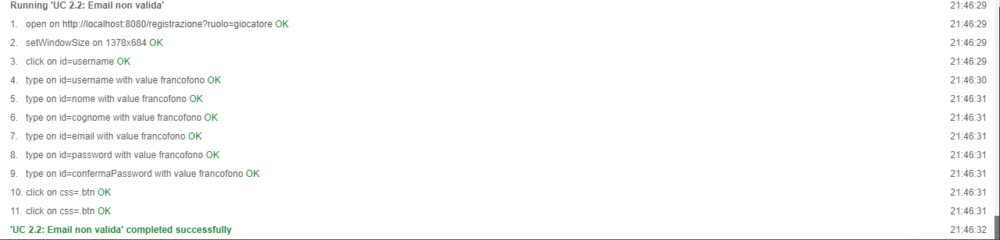 Running 'UC 2.2: Email non valida' 21:46:29
1. open on http://localhost:8080/registrazione?ruolo=giocatore OK 21:46:29
2. setWindowSize on 1378x684 OK 21:46:29
3. click on id=username OK 21:46:29
4. type on id=username with value francofono OK 21:46:30
5. type on id=nome with value francofono OK 21:46:31
6. type on id=cognome with value francofono OK 21:46:31
7. type on id=email with value francofono OK 21:46:31
8. type on id=password with value francofono OK 21:46:31
9. type on id=confermaPassword with value francofono OK 21:46:31
10. click on css=.btn OK 21:46:31
11. click on css=.btn OK 21:46:31
'UC 2.2: Email non valida' completed successfully 21:46:32